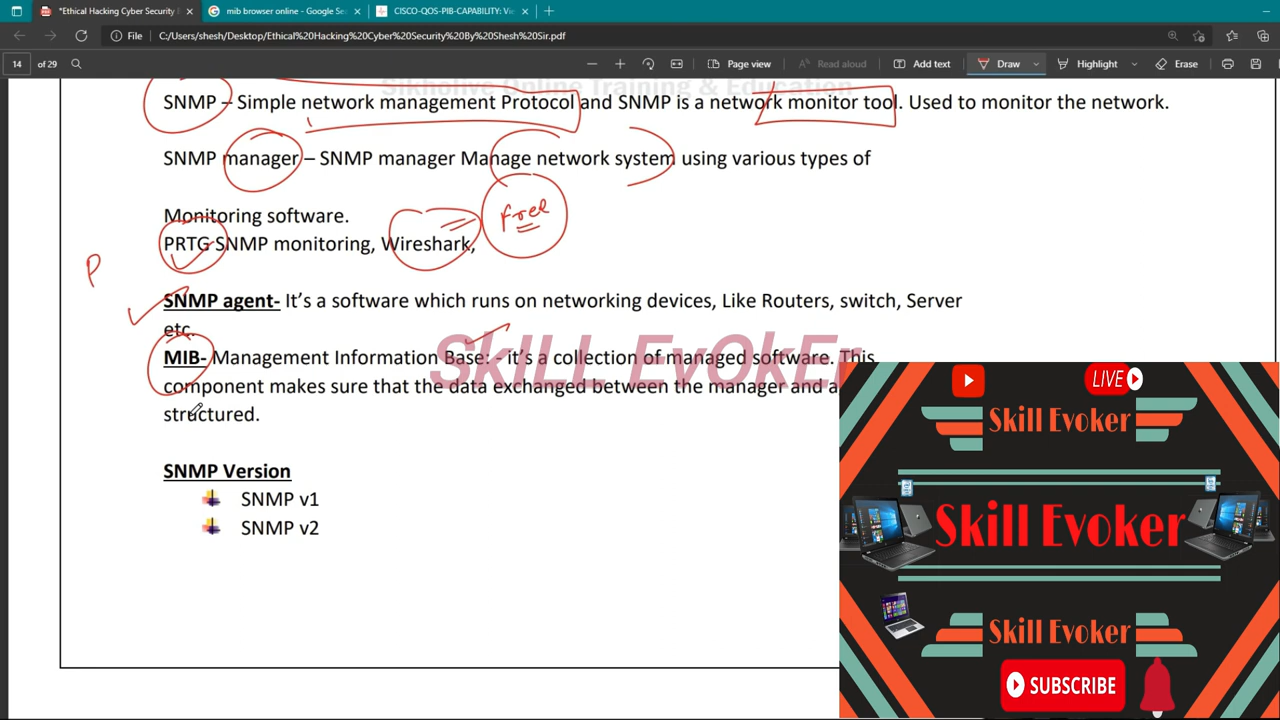 *Ethical Hacking Cyber Security
mib browser online - Google Se
CISCO-QOS-PIB-CAPABILITY: Vie
File
C:/Users/shesh/Desktop/Ethical%20Hacking%20Cyber%20Security%20By%20Shesh%20Sir.pdf
14 of 29
Page view
Read aloud
Add text
Draw
Highlight
Erase
Sikholive Online Training & Education
SNMP – Simple network management Protocol and SNMP is a network monitor tool. Used to monitor the network.
SNMP manager – SNMP manager Manage network system using various types of
Monitoring software.
free
PRTG SNMP monitoring, Wireshark,
P
SNMP agent- It's a software which runs on networking devices, Like Routers, switch, Server
etc.
SkILL EvOkEr
MIB- Management Information Base: - it's a collection of managed software. This
component makes sure that the data exchanged between the manager and a
structured.
SNMP Version
SNMP v1
SNMP v2
LIVE
Skill Evoker
Skill Evoker
Skill Evoker
SUBSCRIBE